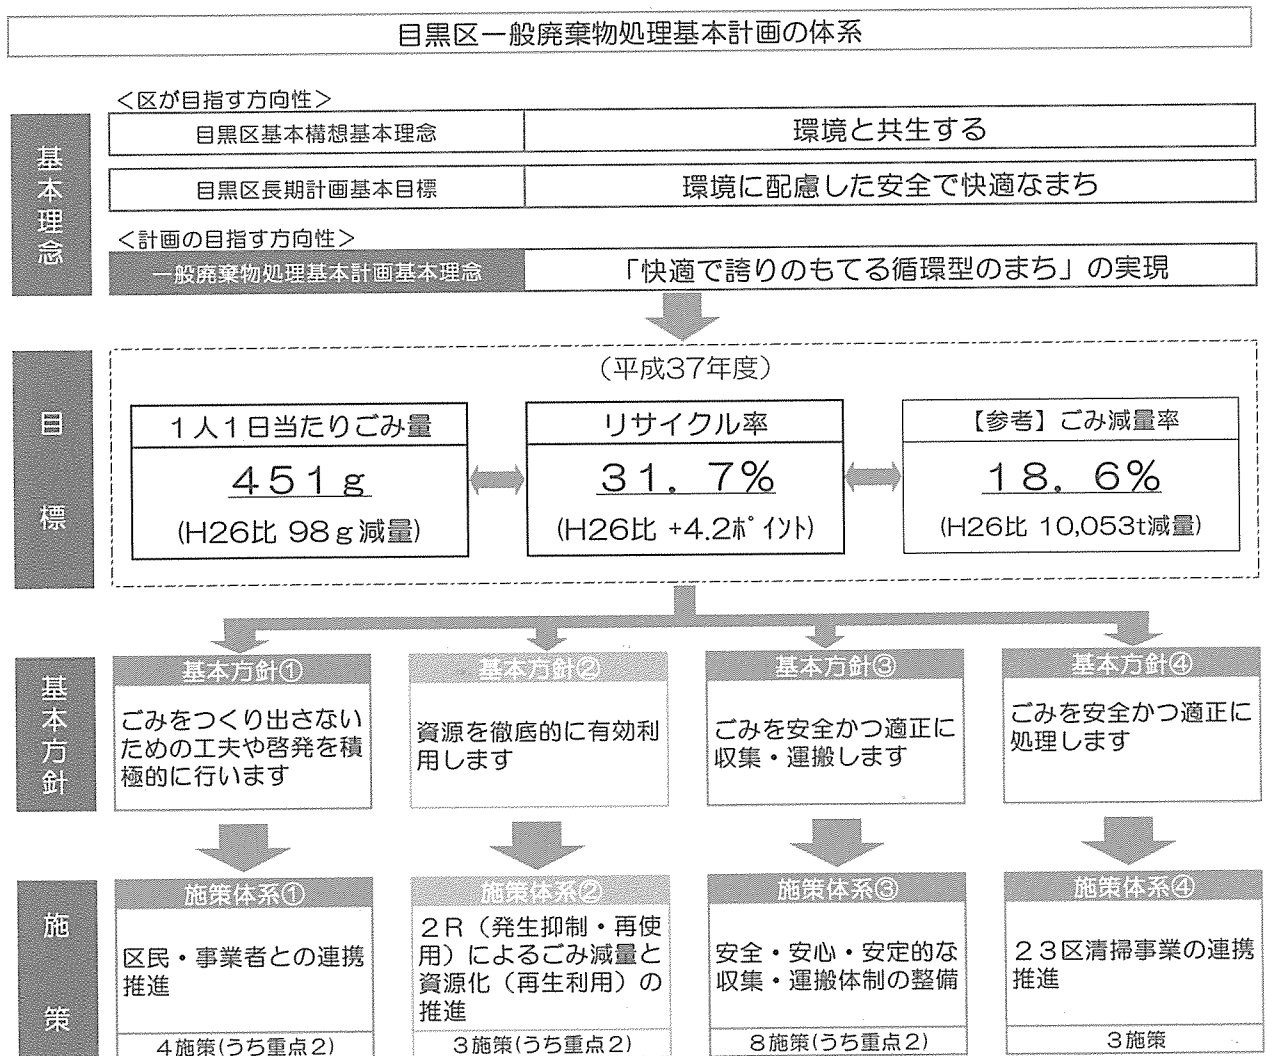 目黒区一般廃棄物処理基本計画の体系
基本理念
<区が目指す方向性>
目黒区基本構想基本理念
環境と共生する
目黒区長期計画基本目標
環境に配慮した安全で快適なまち
<計画の目指す方向性>
一般廃棄物処理基本計画基本理念
「快適で誇りのもてる循環型のまち」の実現
目標
(平成37年度)
1人1日当たりごみ量
451g
(H26比 98g減量)
リサイクル率
31.7%
(H26比 +4.2ポイント)
【参考】ごみ減量率
18.6%
(H26比 10,053t減量)
基本方針
基本方針①
ごみをつくり出さない
ための工夫や啓発を積
極的に行います
基本方針②
資源を徹底的に有効利
用します
基本方針③
ごみを安全かつ適正に
収集・運搬します
基本方針④
ごみを安全かつ適正に
処理します
施策
施策体系①
区民・事業者との連携
推進
4施策(うち重点2)
施策体系②
2R(発生抑制・再使
用)によるごみ減量と
資源化(再生利用)の
推進
3施策(うち重点2)
施策体系③
安全・安心・安定的な
収集・運搬体制の整備
8施策(うち重点2)
施策体系④
23区清掃事業の連携
推進
3施策